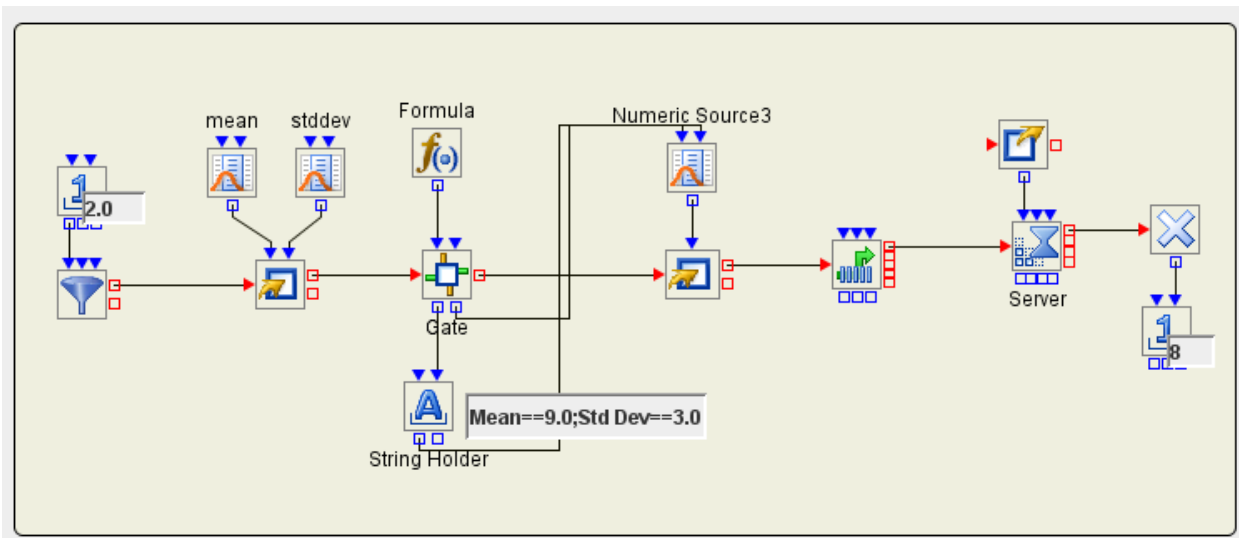 Formula
Numeric Source3
mean
stddev
2.0
Gate
Server
8
Mean==9.0;Std Dev==3.0
String Holder